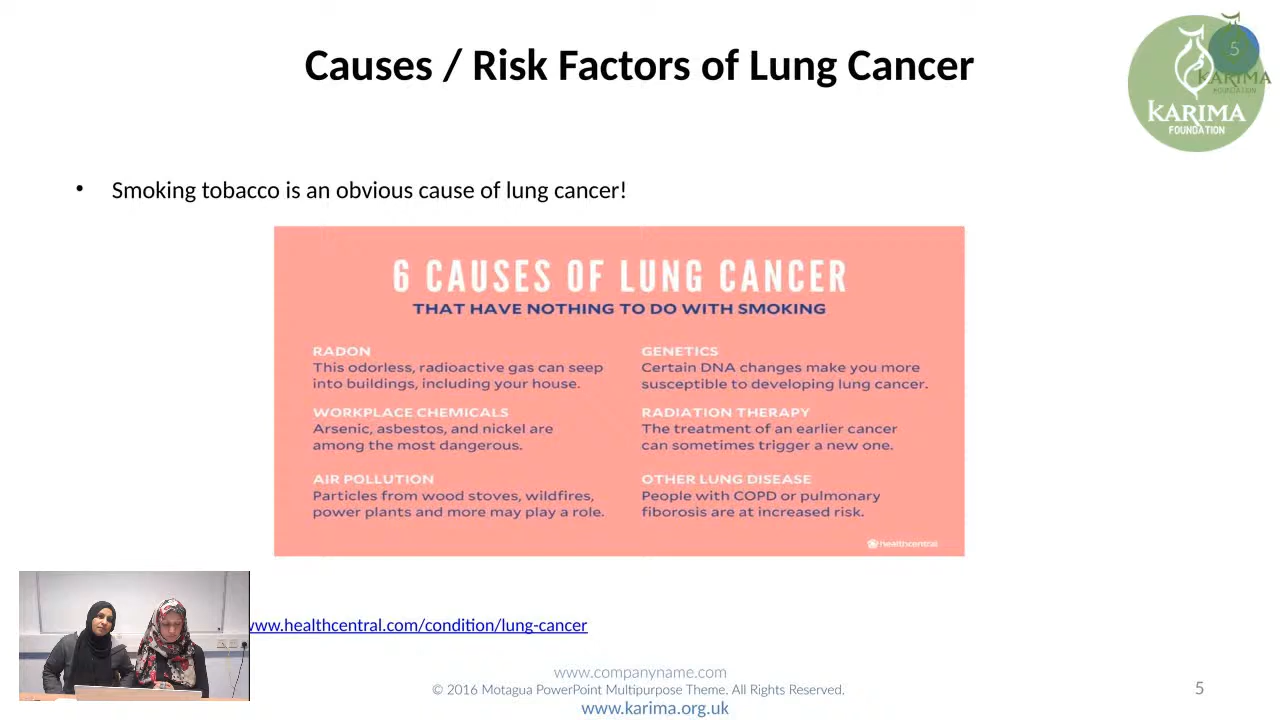 Causes / Risk Factors of Lung Cancer
5
KARIMA
FOUNDATION
KARIMA
FOUNDATION
• Smoking tobacco is an obvious cause of lung cancer!
6 CAUSES OF LUNG CANCER
THAT HAVE NOTHING TO DO WITH SMOKING
RADON
This odorless, radioactive gas can seep
into buildings, including your house.
WORKPLACE CHEMICALS
Arsenic, asbestos, and nickel are
among the most dangerous.
AIR POLLUTION
Particles from wood stoves, wildfires,
power plants and more may play a role.
GENETICS
Certain DNA changes make you more
susceptible to developing lung cancer.
RADIATION THERAPY
The treatment of an earlier cancer
can sometimes trigger a new one.
OTHER LUNG DISEASE
People with COPD or pulmonary
fiborosis are at increased risk.
healthcentral
www.healthcentral.com/condition/lung-cancer
www.companyname.com
© 2016 Motagua PowerPoint Multipurpose Theme. All Rights Reserved.
www.karima.org.uk
5